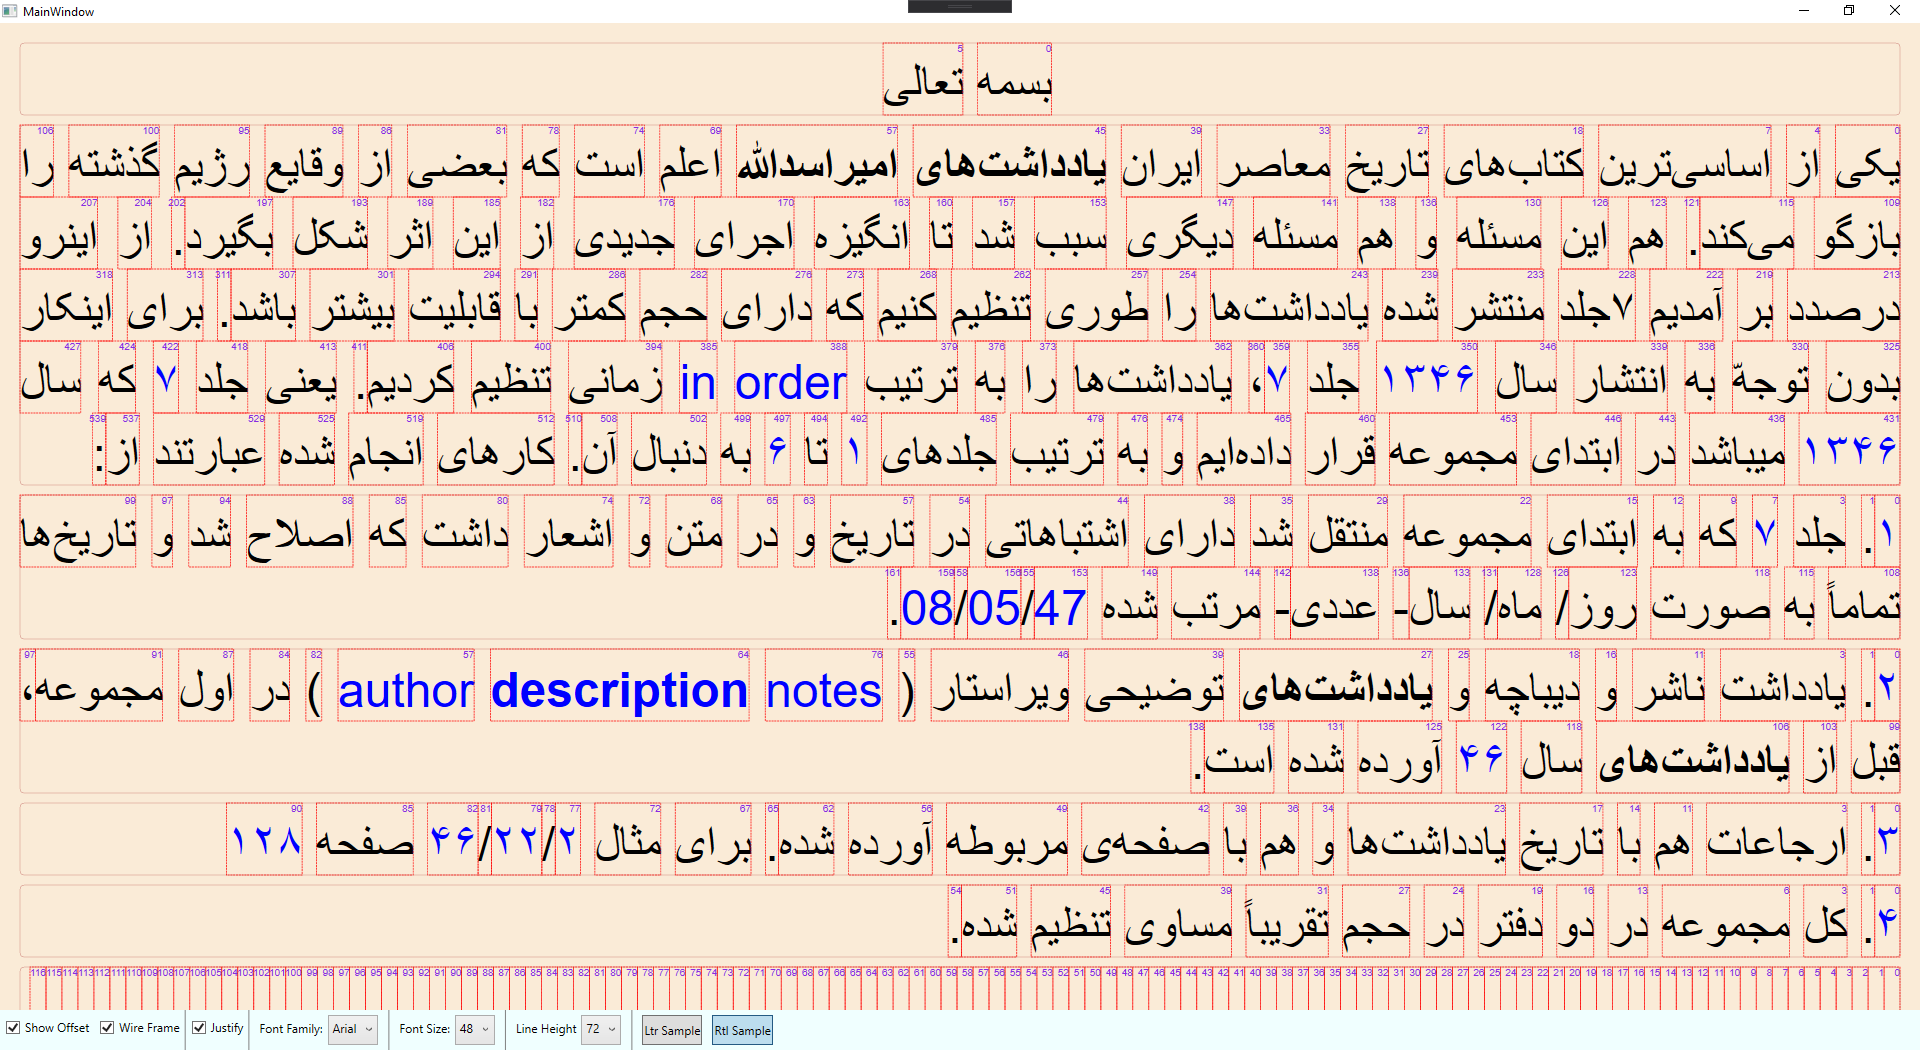 MainWindow
بسمه تعالی
یکی از اساسی‌ترین کتاب‌های تاریخ معاصر ایران یادداشت‌های امیراسدالله اعلم است که بعضی از وقایع رژیم گذشته را
بازگو می‌کند. هم این مسئله و هم مسئله دیگری سبب شد تا انگیزه اجرای جدیدی از این اثر شکل بگیرد. از اینرو
درصدد بر آمدیم ۷جلد منتشر شده یادداشت‌ها را طوری تنظیم کنیم که دارای حجم کمتر با قابلیت بیشتر باشد. برای اینکار
بدون توجهّ به انتشار سال ۱۳۴۶ جلد ۷، یادداشت‌ها را به ترتیب in order زمانی تنظیم کردیم. یعنی جلد ۷ که سال
۱۳۴۶ میباشد در ابتدای مجموعه قرار داده‌ایم و به ترتیب جلدهای ۱ تا ۶ به دنبال آن. کارهای انجام شده عبارتند از:
۱. جلد ۷ که به ابتدای مجموعه منتقل شد دارای اشتباهاتی در تاریخ و در متن و اشعار داشت که اصلاح شد و تاریخ‌ها
تماماً به صورت روز/ ماه/ سال- عددی- مرتب شده 08/05/47.
۲. یادداشت ناشر و دیباچه و یادداشت‌های توضیحی ویراستار ( author description notes ) در اول مجموعه،
قبل از یادداشت‌های سال ۴۶ آورده شده است.
۳. ارجاعات هم با تاریخ یادداشت‌ها و هم با صفحه‌ی مربوطه آورده شده. برای مثال ۴۶/۲۲/۲ صفحه ۱۲۸
۴. کل مجموعه در دو دفتر در حجم تقریباً مساوی تنظیم شده.
Show Offset Wire Frame Justify Font Family: Arial Font Size: 48 Line Height 72 Ltr Sample Rtl Sample